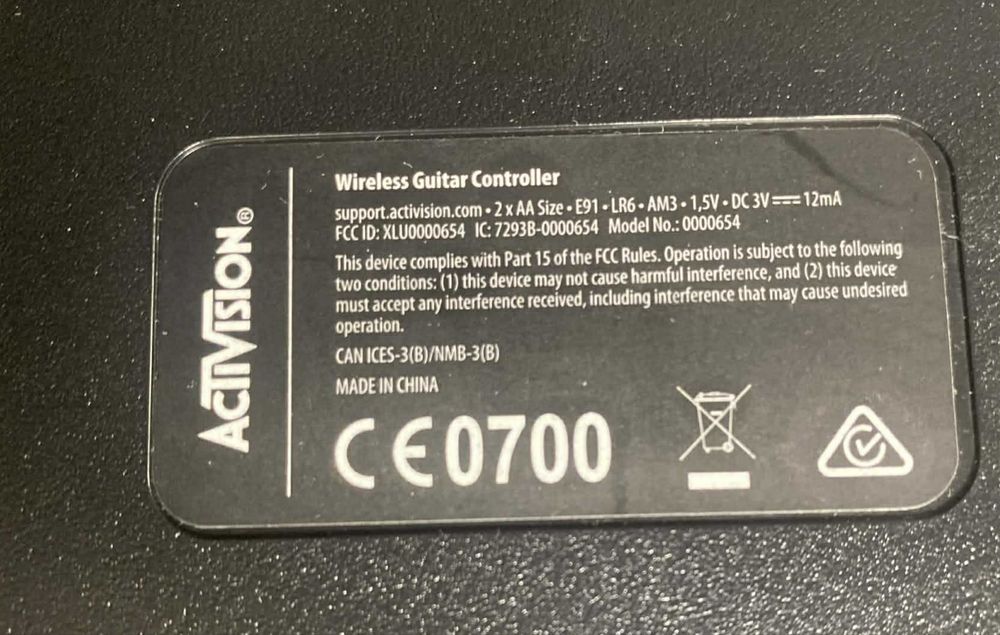 ACTIVISION®
Wireless Guitar Controller
support.activision.com • 2 x AA Size • E91 • LR6 • AM3 • 1,5V • DC 3V ⎓ 12mA
FCC ID: XLU0000654 IC: 7293B-0000654 Model No.: 0000654
This device complies with Part 15 of the FCC Rules. Operation is subject to the following
two conditions: (1) this device may not cause harmful interference, and (2) this device
must accept any interference received, including interference that may cause undesired
operation.
CAN ICES-3(B)/NMB-3(B)
MADE IN CHINA
CE0700